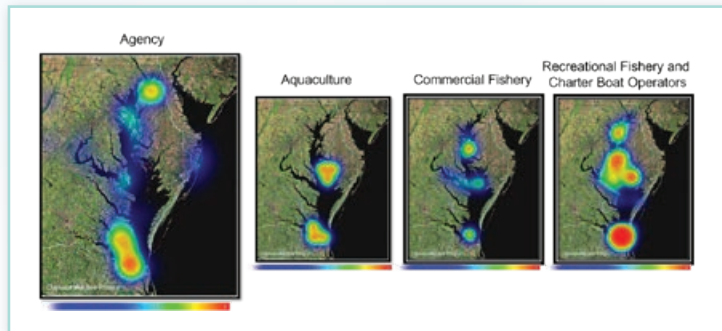 Agency
Aquaculture
Commercial Fishery
Recreational Fishery and
Charter Boat Operators